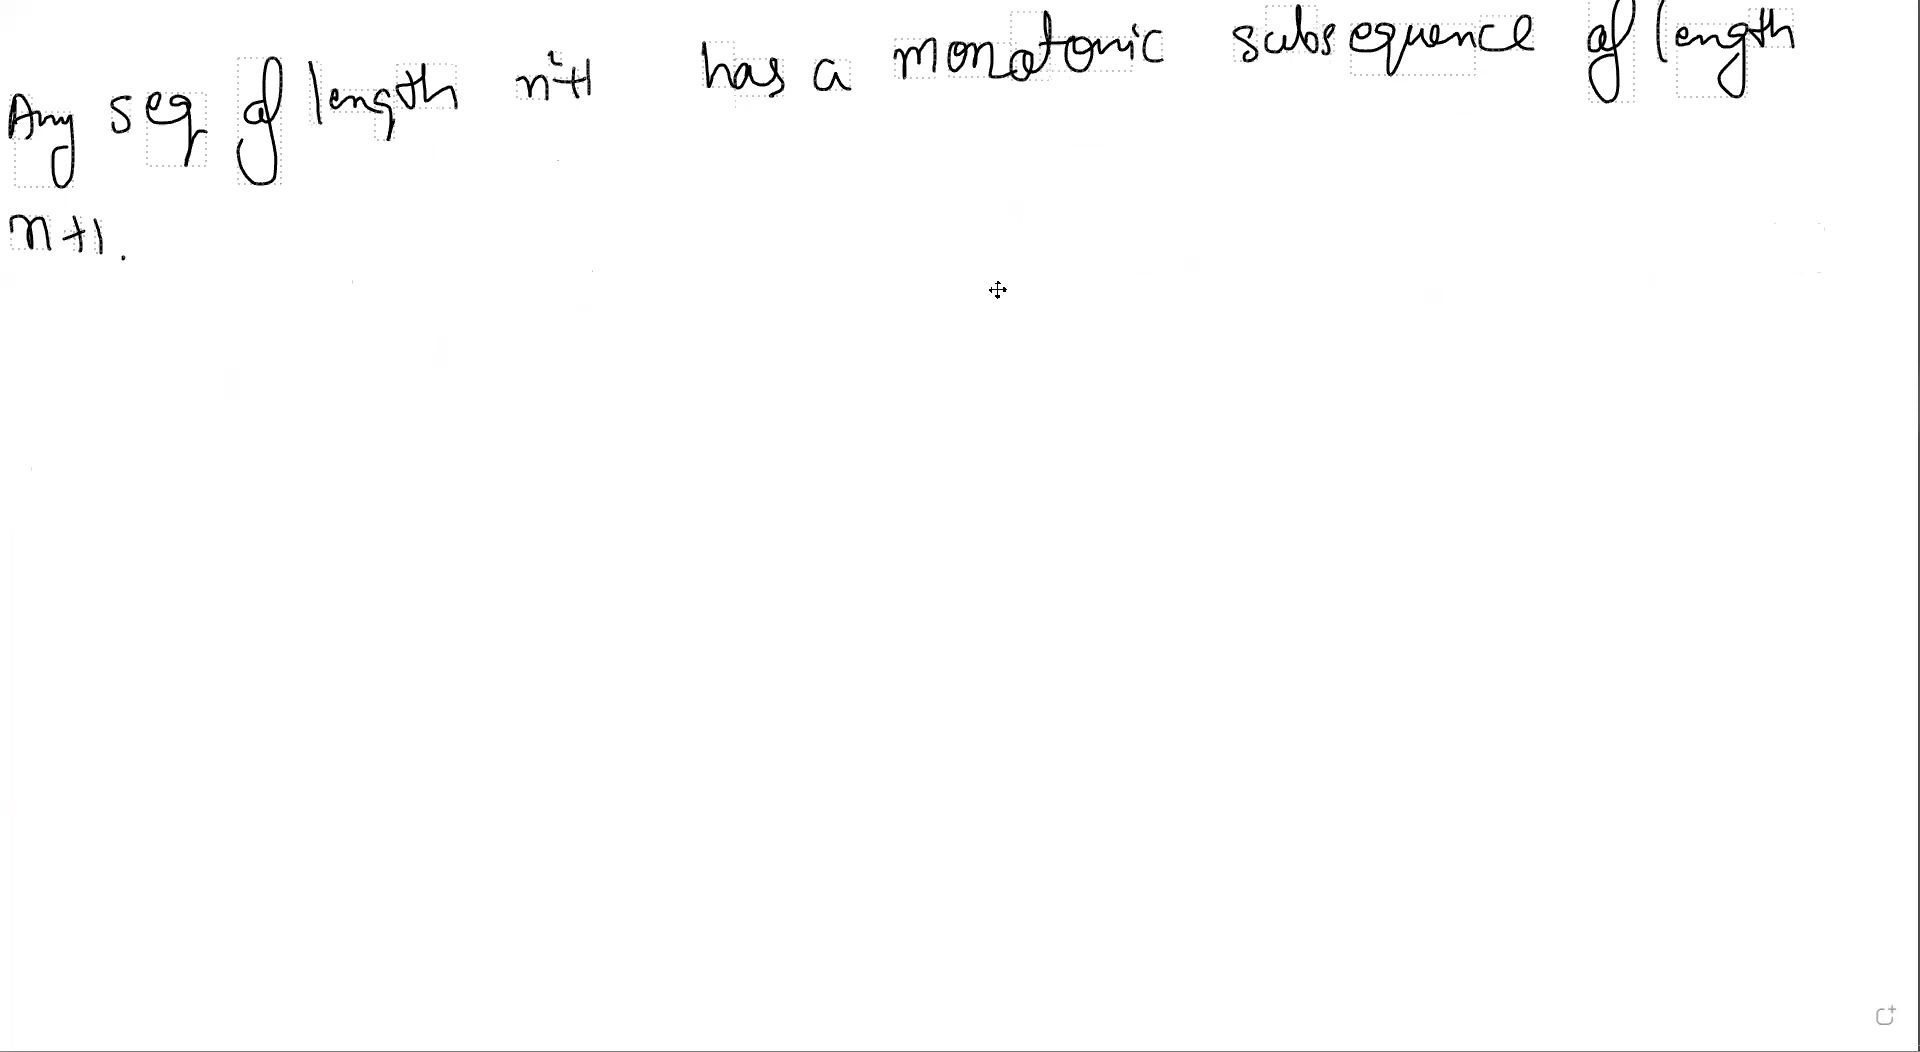 Any seq of length n²+1 has a monotonic subsequence of length
n+1.